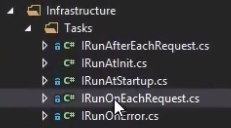 Infrastructure
Tasks
C# IRunAfterEachRequest.cs
C# IRunAtInit.cs
C# IRunAtStartup.cs
C# IRunOnEachRequest.cs
C# IRunOnError.cs